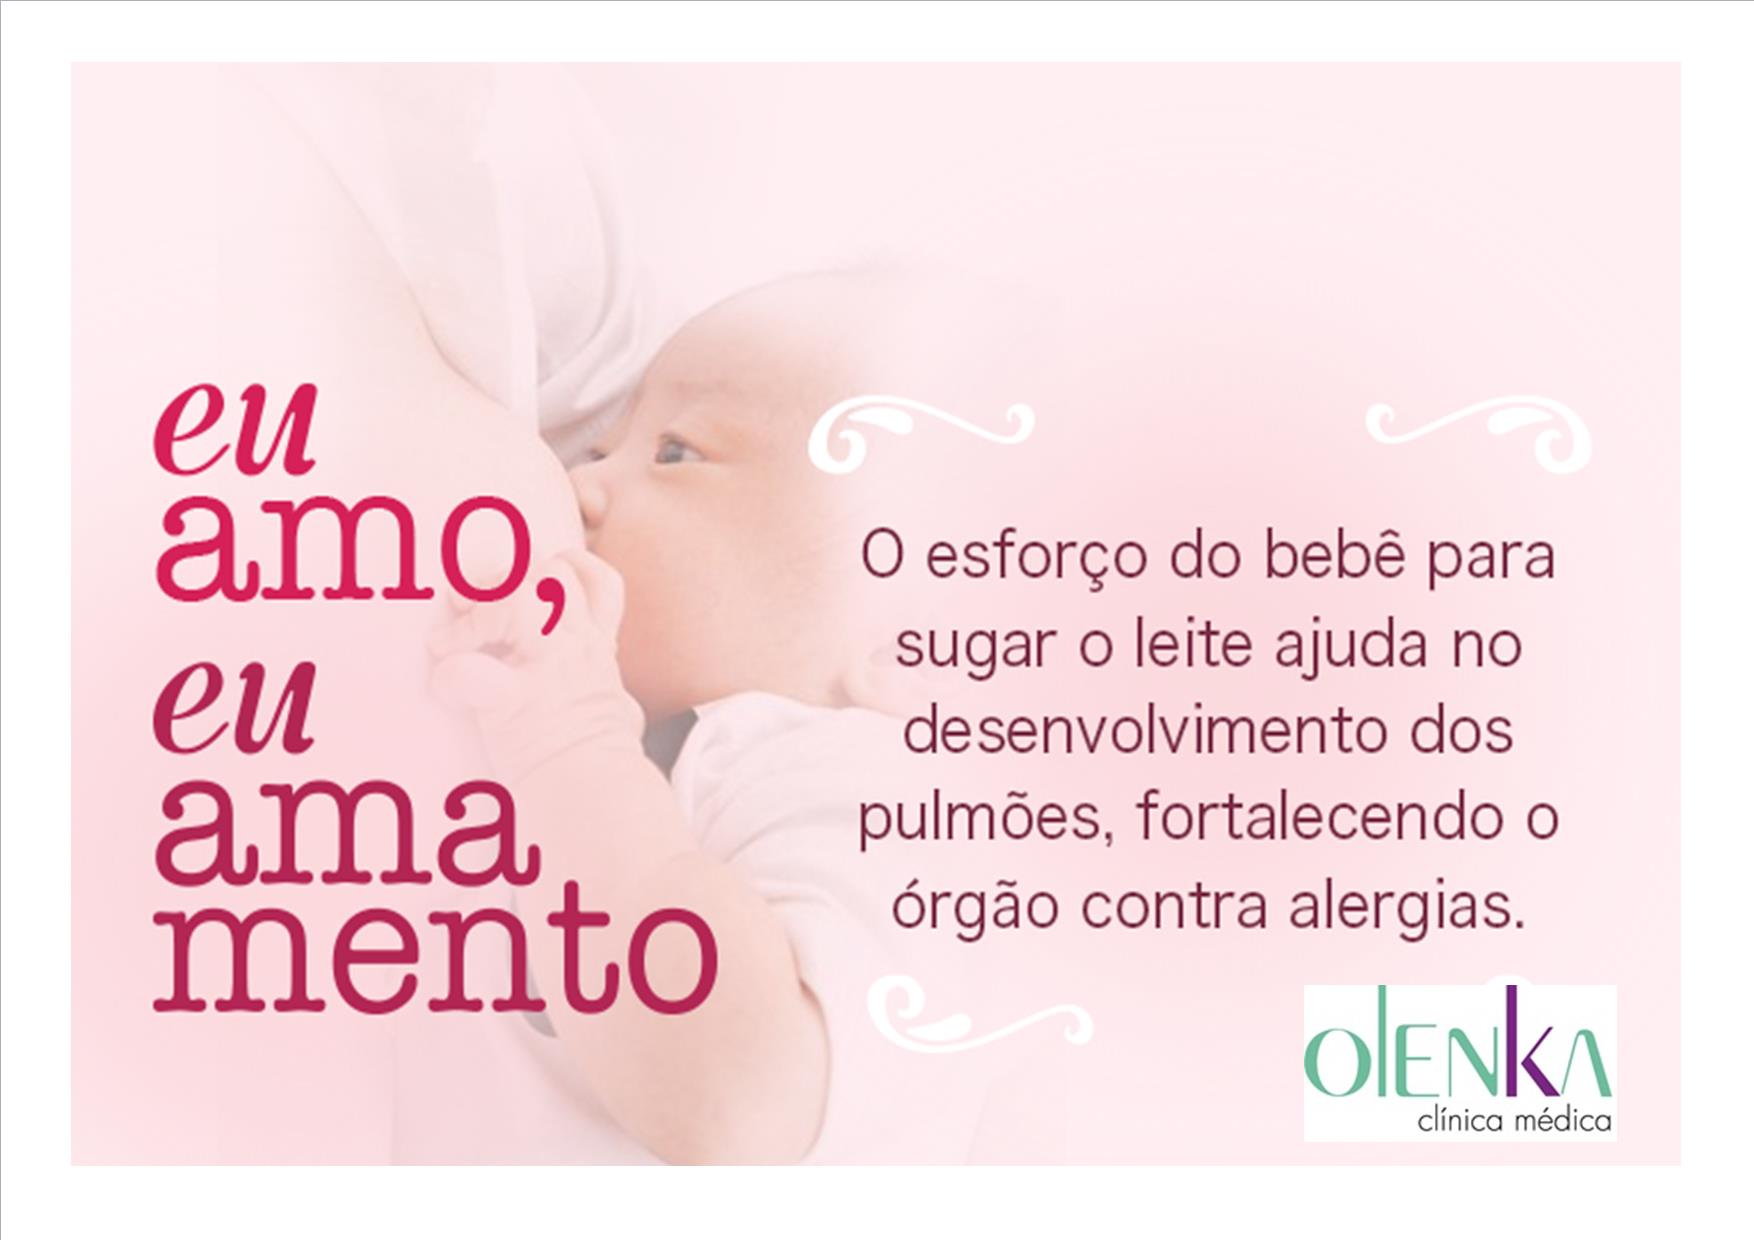 eu
amo,
eu
ama
mento
O esforço do bebê para
sugar o leite ajuda no
desenvolvimento dos
pulmões, fortalecendo o
órgão contra alergias.
OlENKA
clínica médica